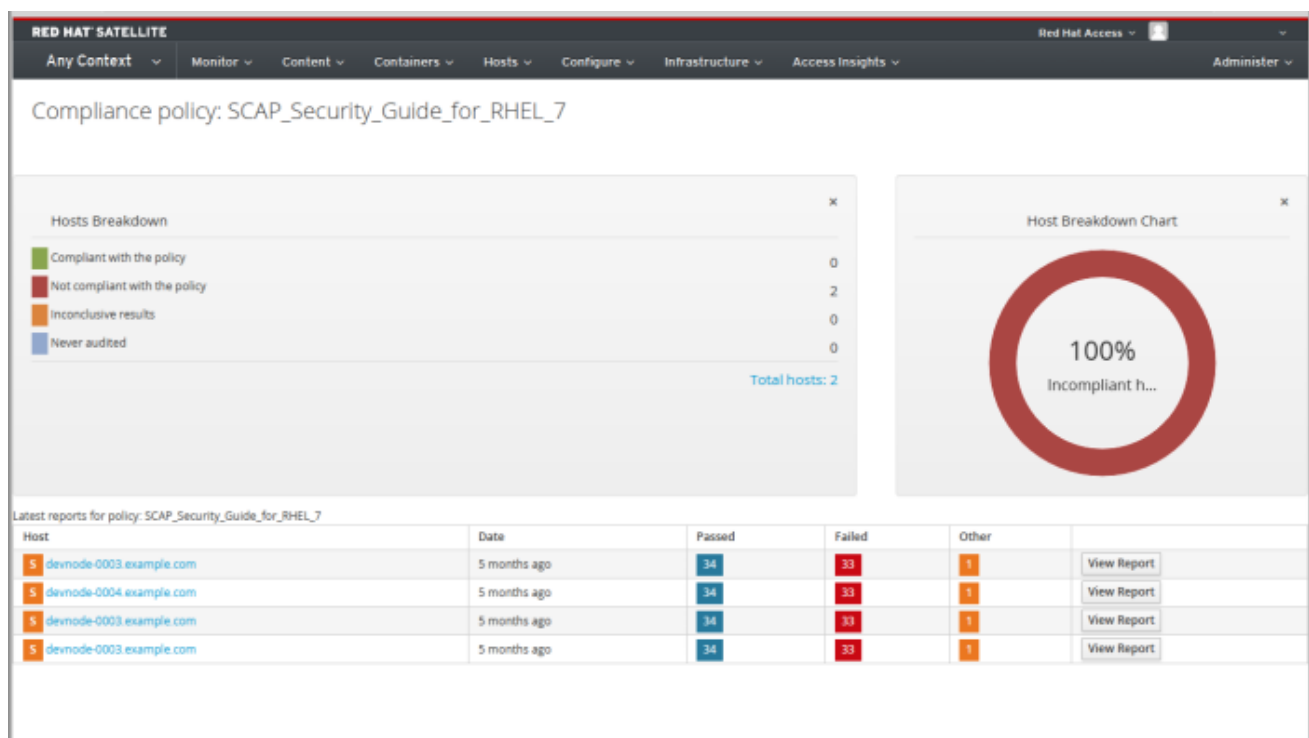 RED HAT SATELLITE
Red Hat Access
Any Context Monitor Content Containers Hosts Configure Infrastructure Access Insights Administer
Compliance policy: SCAP_Security_Guide_for_RHEL_7
Hosts Breakdown
Compliant with the policy 0
Not compliant with the policy 2
Inconclusive results 0
Never audited 0
Total hosts: 2
Host Breakdown Chart
100%
Incompliant h...
Latest reports for policy: SCAP_Security_Guide_for_RHEL_7
Host Date Passed Failed Other
S devnode-0003.example.com 5 months ago 34 33 1 View Report
S devnode-0004.example.com 5 months ago 34 33 1 View Report
S devnode-0003.example.com 5 months ago 34 33 1 View Report
S devnode-0003.example.com 5 months ago 34 33 1 View Report